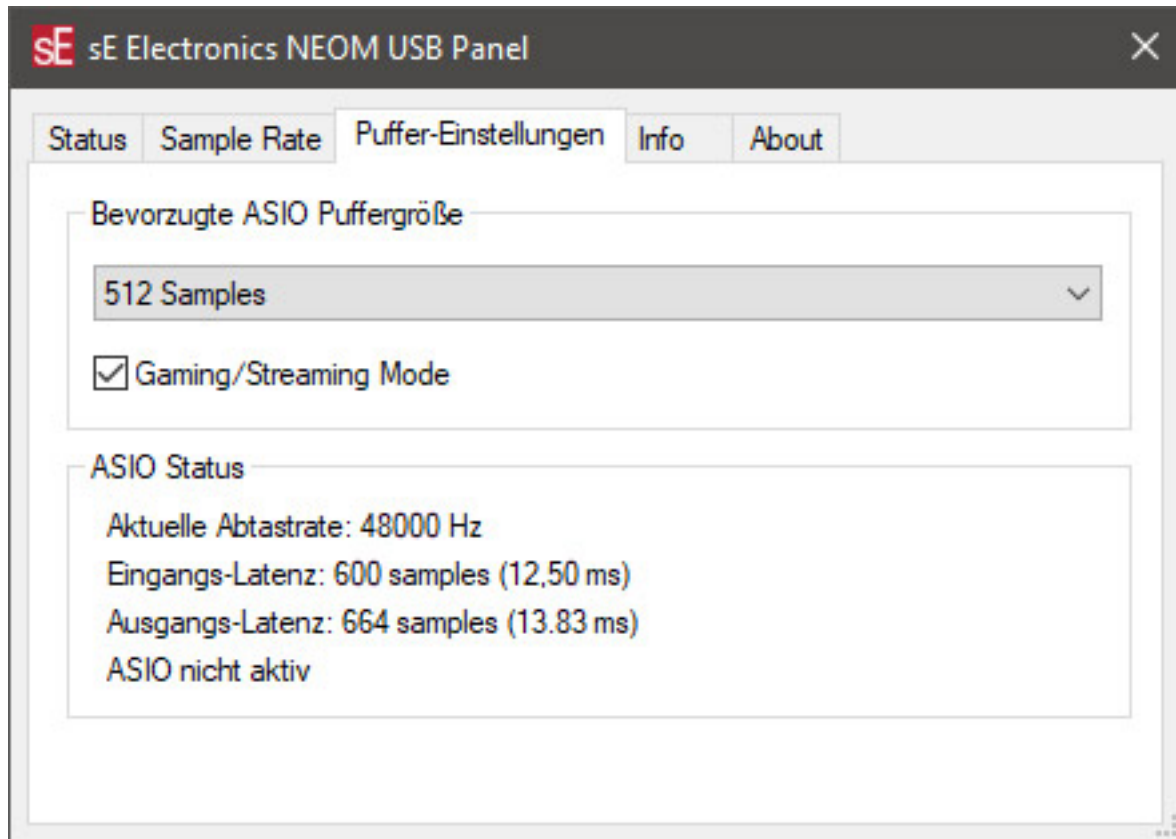 sE sE Electronics NEOM USB Panel
Status Sample Rate Puffer-Einstellungen Info About
Bevorzugte ASIO Puffergröße
512 Samples
Gaming/Streaming Mode
ASIO Status
Aktuelle Abtastrate: 48000 Hz
Eingangs-Latenz: 600 samples (12,50 ms)
Ausgangs-Latenz: 664 samples (13.83 ms)
ASIO nicht aktiv